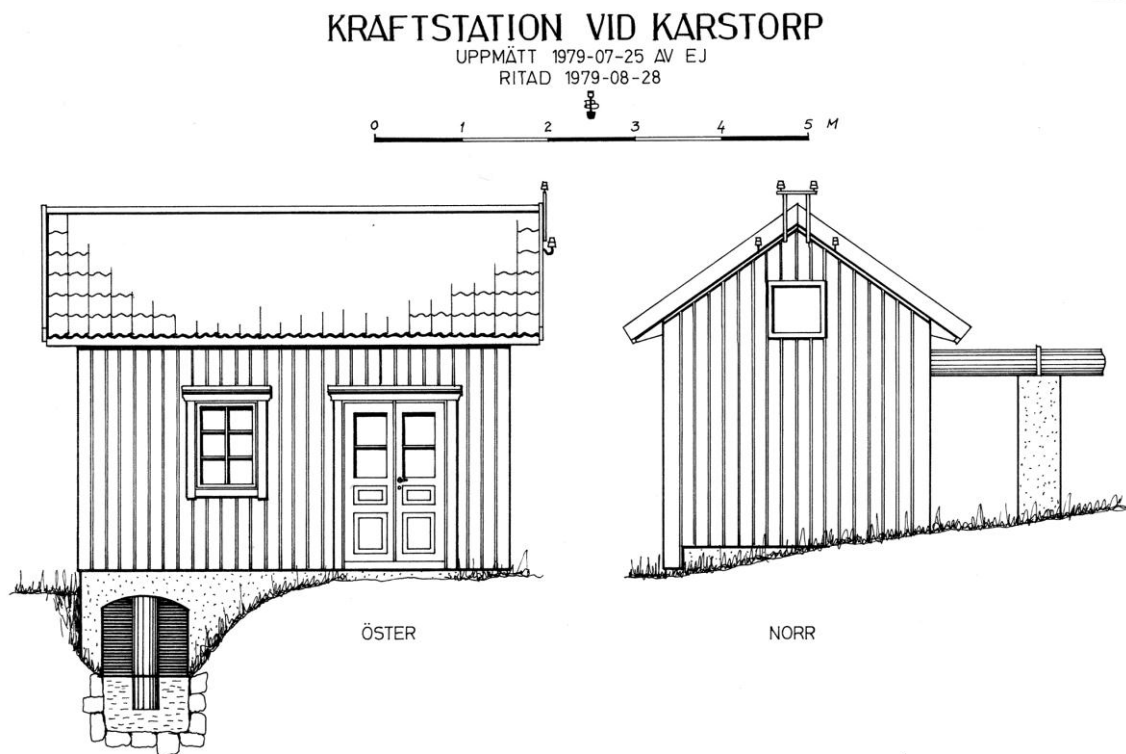 KRAFTSTATION VID KARSTORP
UPPMÄTT 1979-07-25 AV EJ
RITAD 1979-08-28
0 1 2 3 4 5 M
ÖSTER
NORR